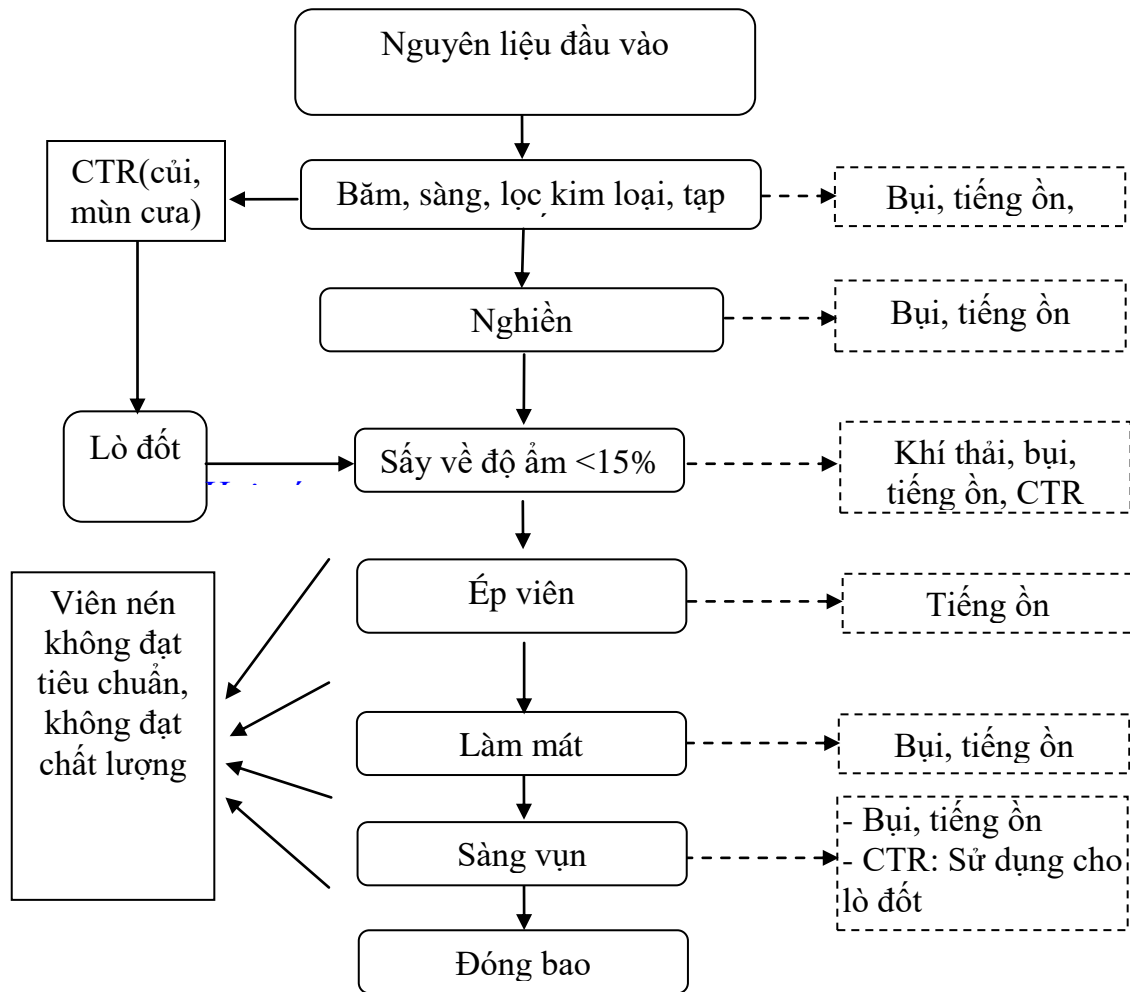 Nguyên liệu đầu vào
CTR(củi,
mùn cưa)
Băm, sàng, lọc kim loại, tạp
Bụi, tiếng ồn,
Nghiền
Bụi, tiếng ồn
Lò đốt
Sấy về độ ẩm <15%
Khí thải, bụi,
tiếng ồn, CTR
Viên nén
không đạt
tiêu chuẩn,
không đạt
chất lượng
Ép viên
Tiếng ồn
Làm mát
Bụi, tiếng ồn
Sàng vụn
- Bụi, tiếng ồn
- CTR: Sử dụng cho
lò đốt
Đóng bao